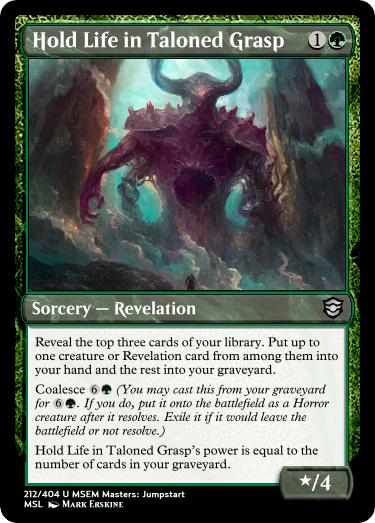 Hold Life in Taloned Grasp 1
Sorcery — Revelation
Reveal the top three cards of your library. Put up to
one creature or Revelation card from among them into
your hand and the rest into your graveyard.
Coalesce 6 (You may cast this from your graveyard
for 6 . If you do, put it onto the battlefield as a Horror
creature after it resolves. Exile it if it would leave the
battlefield or not resolve.)
Hold Life in Taloned Grasp's power is equal to the
number of cards in your graveyard.
★/4
212/404 U MSEM Masters: Jumpstart
MSL Mark Erskine